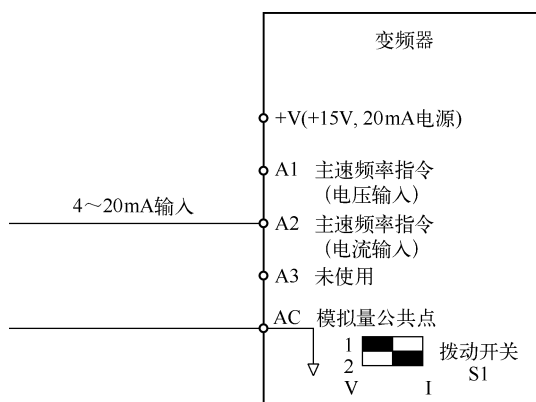 变频器
+V(+15V, 20mA电源)
A1 主速频率指令
(电压输入)
4～20mA输入
A2 主速频率指令
(电流输入)
A3 未使用
AC 模拟量公共点
1
2
拨动开关
S1
V I